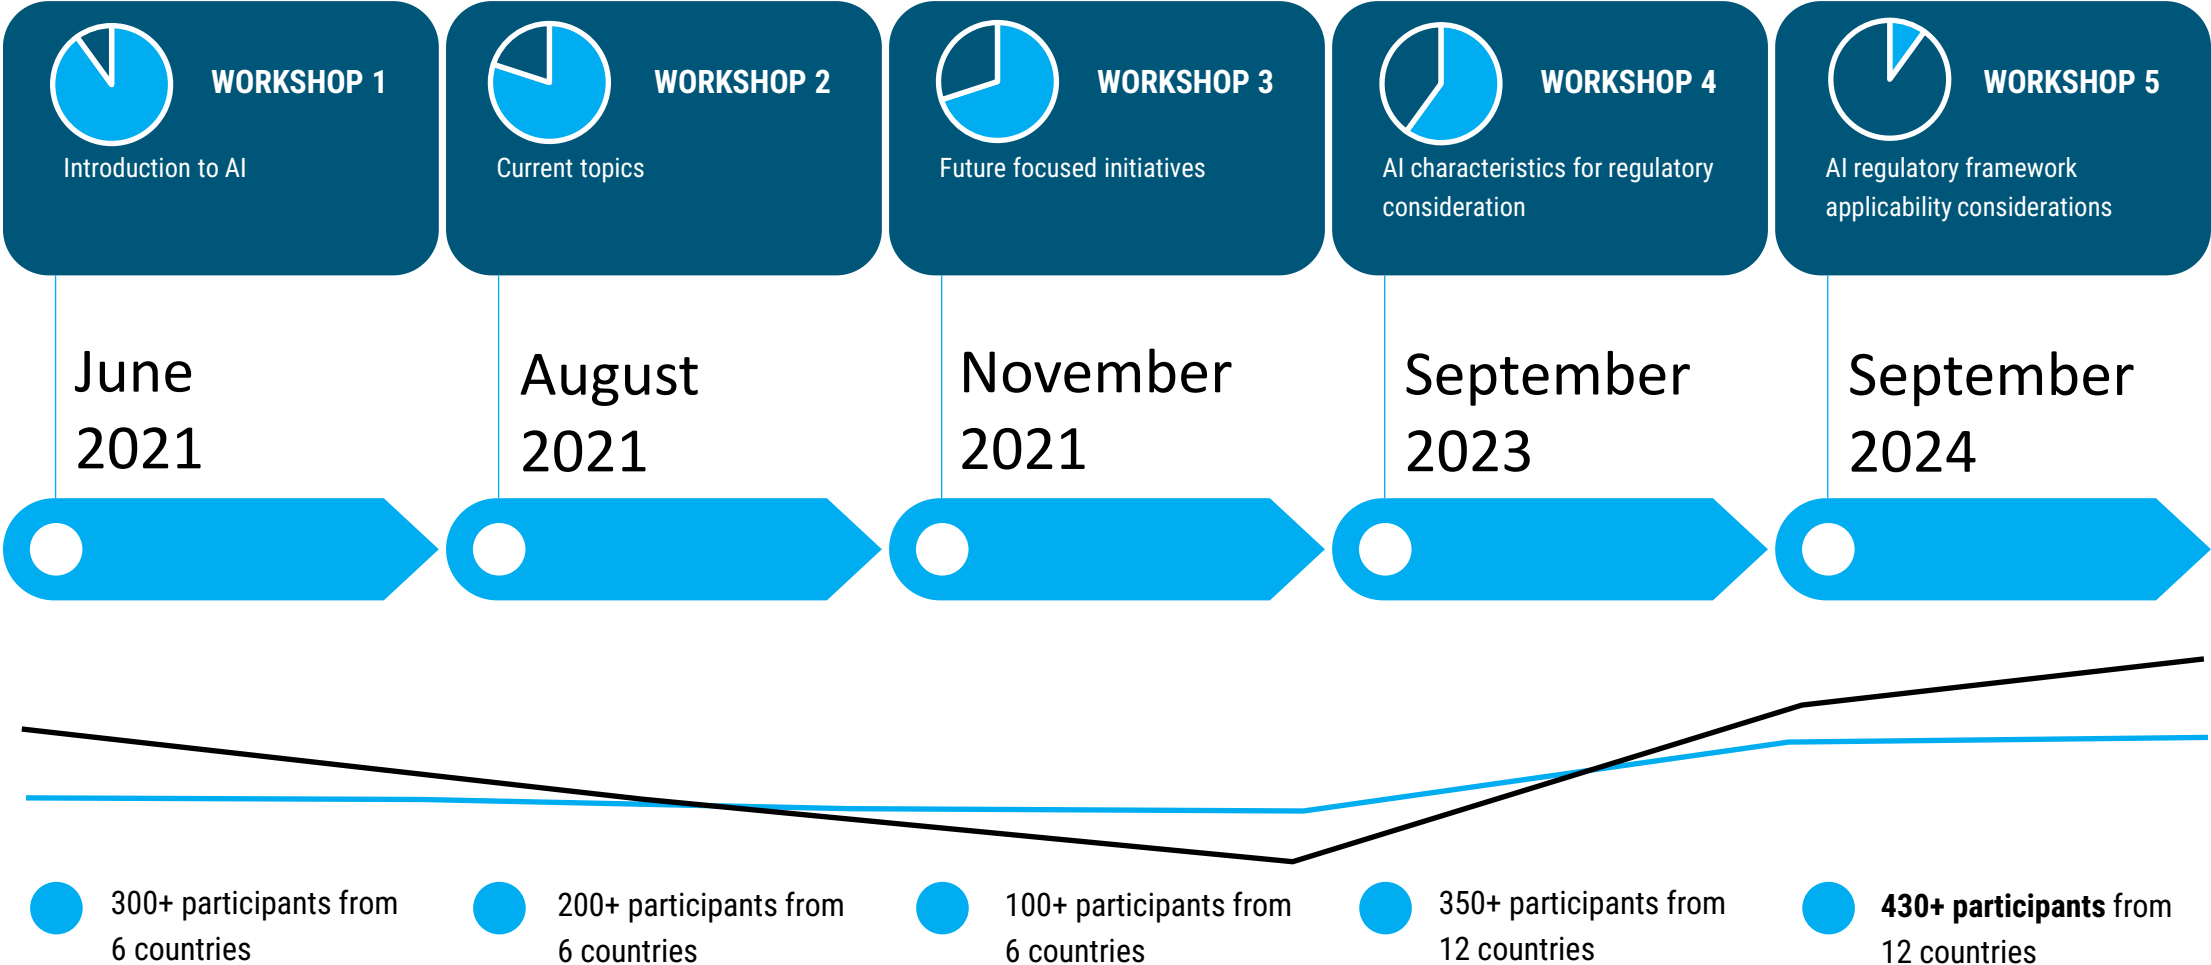 WORKSHOP 1
Introduction to AI
WORKSHOP 2
Current topics
WORKSHOP 3
Future focused initiatives
WORKSHOP 4
AI characteristics for regulatory
consideration
WORKSHOP 5
AI regulatory framework
applicability considerations
June
2021
August
2021
November
2021
September
2023
September
2024
300+ participants from
6 countries
200+ participants from
6 countries
100+ participants from
6 countries
350+ participants from
12 countries
430+ participants from
12 countries